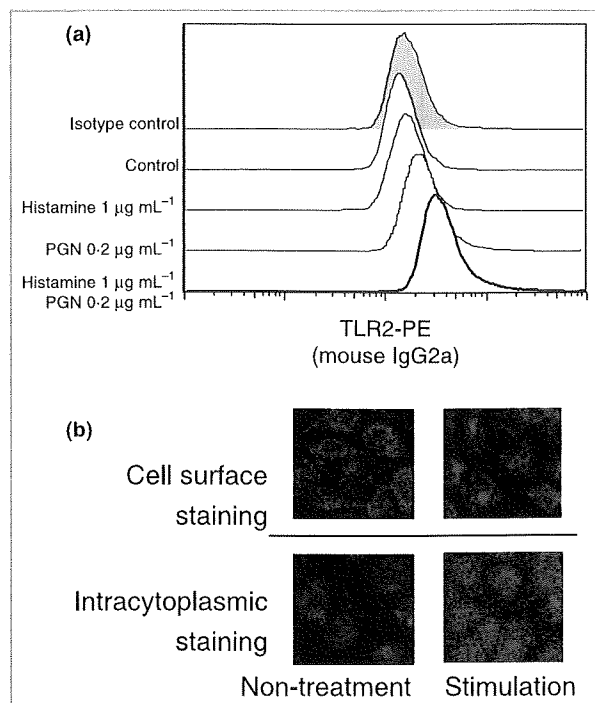 (a)
Isotype control
Control
Histamine 1 µg mL⁻¹
PGN 0·2 µg mL⁻¹
Histamine 1 µg mL⁻¹
PGN 0·2 µg mL⁻¹
TLR2-PE
(mouse IgG2a)
(b)
Cell surface
staining
Intracytoplasmic
staining
Non-treatment Stimulation